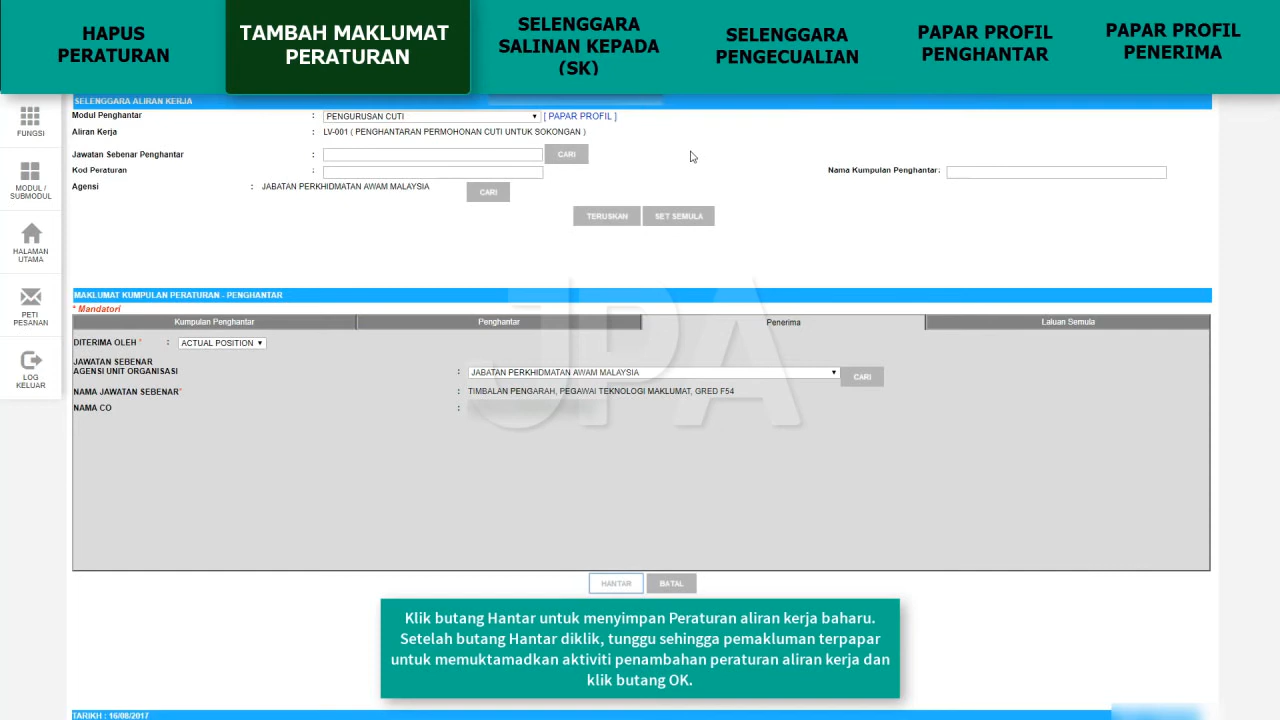 HAPUS
PERATURAN
TAMBAH MAKLUMAT
PERATURAN
SELENGGARA
SALINAN KEPADA
(SK)
SELENGGARA
PENGECUALIAN
PAPAR PROFIL
PENGHANTAR
PAPAR PROFIL
PENERIMA
FUNGSI
MODUL /
SUBMODUL
HALAMAN
UTAMA
PETI
PESANAN
LOG
KELUAR
SELENGGARA ALIRAN KERJA
Modul Penghantar : PENGURUSAN CUTI [ PAPAR PROFIL ]
Aliran Kerja : LV-001 ( PENGHANTARAN PERMOHONAN CUTI UNTUK SOKONGAN )
Jawatan Sebenar Penghantar : CARI
Kod Peraturan : Nama Kumpulan Penghantar:
Agensi : JABATAN PERKHIDMATAN AWAM MALAYSIA CARI
TERUSKAN SET SEMULA
MAKLUMAT KUMPULAN PERATURAN - PENGHANTAR
* Mandatori
Kumpulan Penghantar Penghantar Penerima Laluan Semula
DITERIMA OLEH * : ACTUAL POSITION
JAWATAN SEBENAR
AGENSI UNIT ORGANISASI : JABATAN PERKHIDMATAN AWAM MALAYSIA CARI
NAMA JAWATAN SEBENAR* : TIMBALAN PENGARAH, PEGAWAI TEKNOLOGI MAKLUMAT, GRED F54
NAMA CO :
JPA
HANTAR BATAL
Klik butang Hantar untuk menyimpan Peraturan aliran kerja baharu.
Setelah butang Hantar diklik, tunggu sehingga pemakluman terpapar
untuk memuktamadkan aktiviti penambahan peraturan aliran kerja dan
klik butang OK.
TARIKH : 16/08/2017